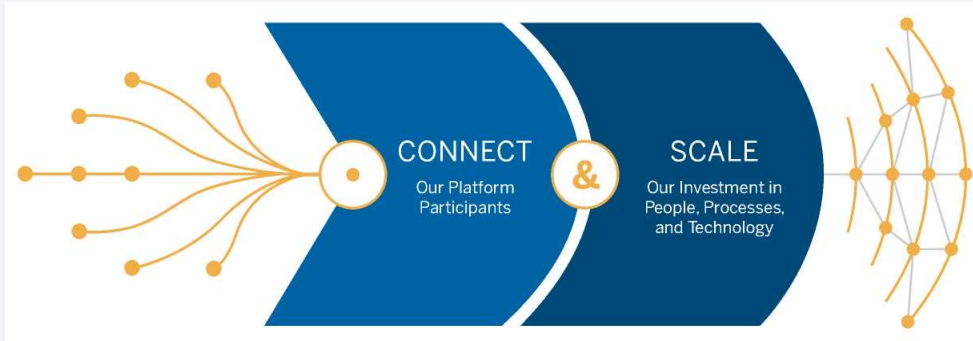 CONNECT
Our Platform
Participants
&
SCALE
Our Investment in
People, Processes,
and Technology